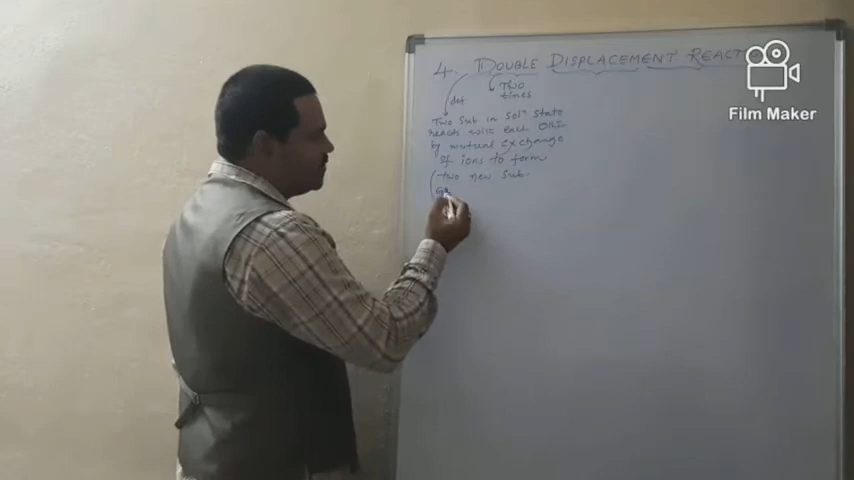 4. DOUBLE DISPLACEMENT REACT
Two
times
def
Two Sub in Solⁿ State
reacts with each
by mutual exchange
of ions to form
(two new Sub.
Film Maker